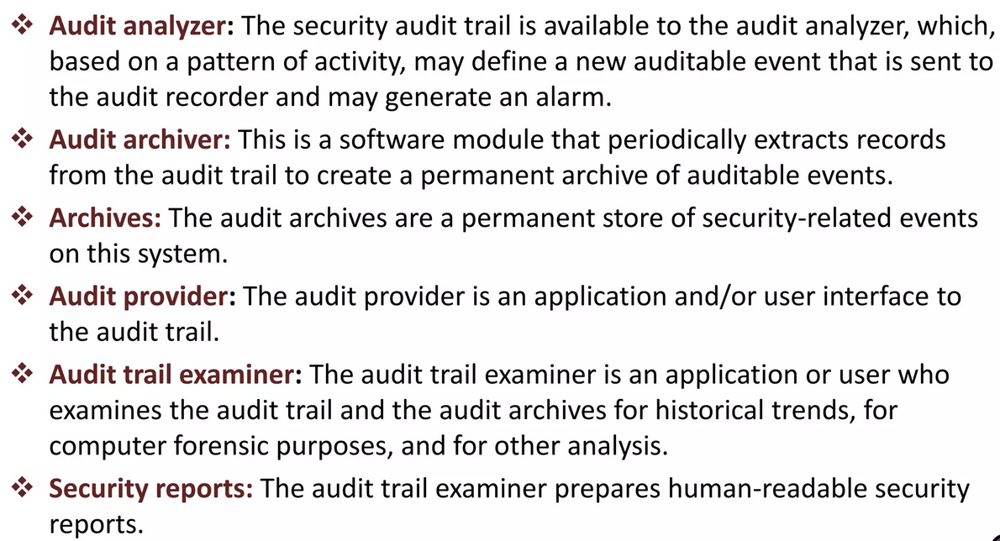 ❖ Audit analyzer: The security audit trail is available to the audit analyzer, which,
based on a pattern of activity, may define a new auditable event that is sent to
the audit recorder and may generate an alarm.
❖ Audit archiver: This is a software module that periodically extracts records
from the audit trail to create a permanent archive of auditable events.
❖ Archives: The audit archives are a permanent store of security-related events
on this system.
❖ Audit provider: The audit provider is an application and/or user interface to
the audit trail.
❖ Audit trail examiner: The audit trail examiner is an application or user who
examines the audit trail and the audit archives for historical trends, for
computer forensic purposes, and for other analysis.
❖ Security reports: The audit trail examiner prepares human-readable security
reports.